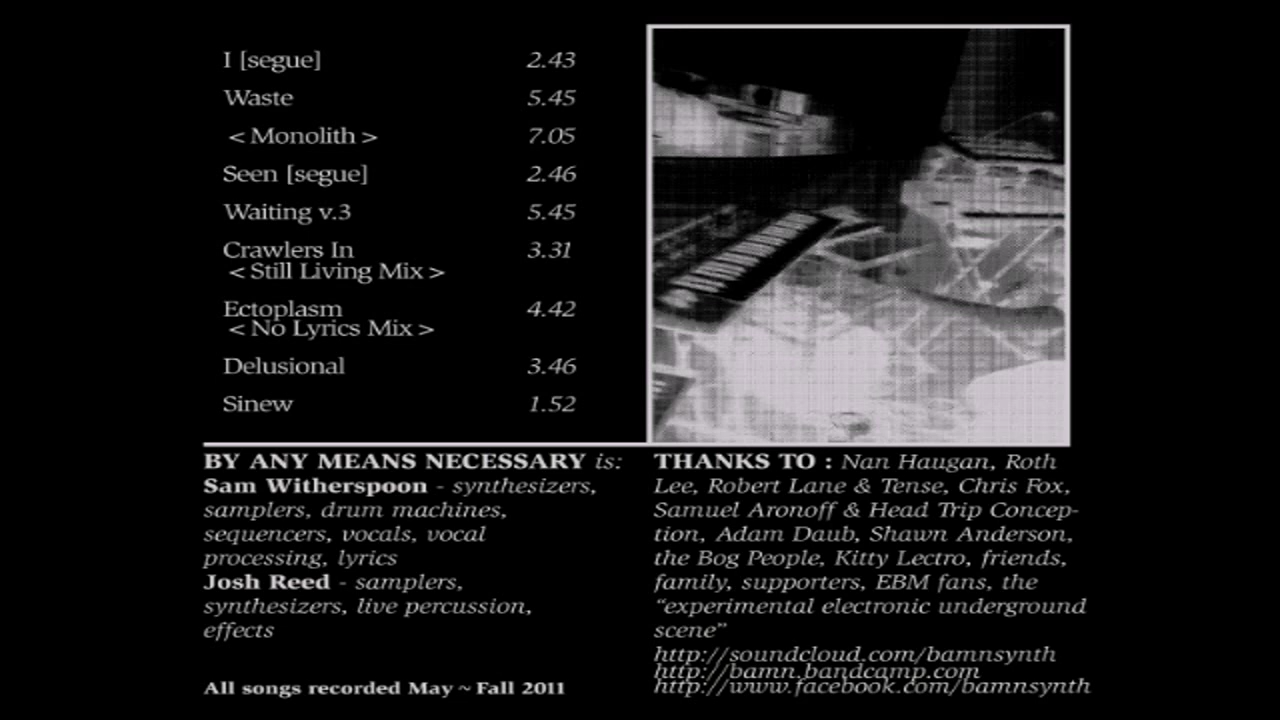 I [segue] 2.43
Waste 5.45
< Monolith > 7.05
Seen [segue] 2.46
Waiting v.3 5.45
Crawlers In 3.31
< Still Living Mix >
Ectoplasm 4.42
< No Lyrics Mix >
Delusional 3.46
Sinew 1.52
BY ANY MEANS NECESSARY is:
Sam Witherspoon - synthesizers,
samplers, drum machines,
sequencers, vocals, vocal
processing, lyrics
Josh Reed - samplers,
synthesizers, live percussion,
effects
All songs recorded May ~ Fall 2011
THANKS TO : Nan Haugan, Roth
Lee, Robert Lane & Tense, Chris Fox,
Samuel Aronoff & Head Trip Concep-
tion, Adam Daub, Shawn Anderson,
the Bog People, Kitty Lectro, friends,
family, supporters, EBM fans, the
“experimental electronic underground
scene”
http://soundcloud.com/bamnsynth
http://bamn.bandcamp.com
http://www.facebook.com/bamnsynth